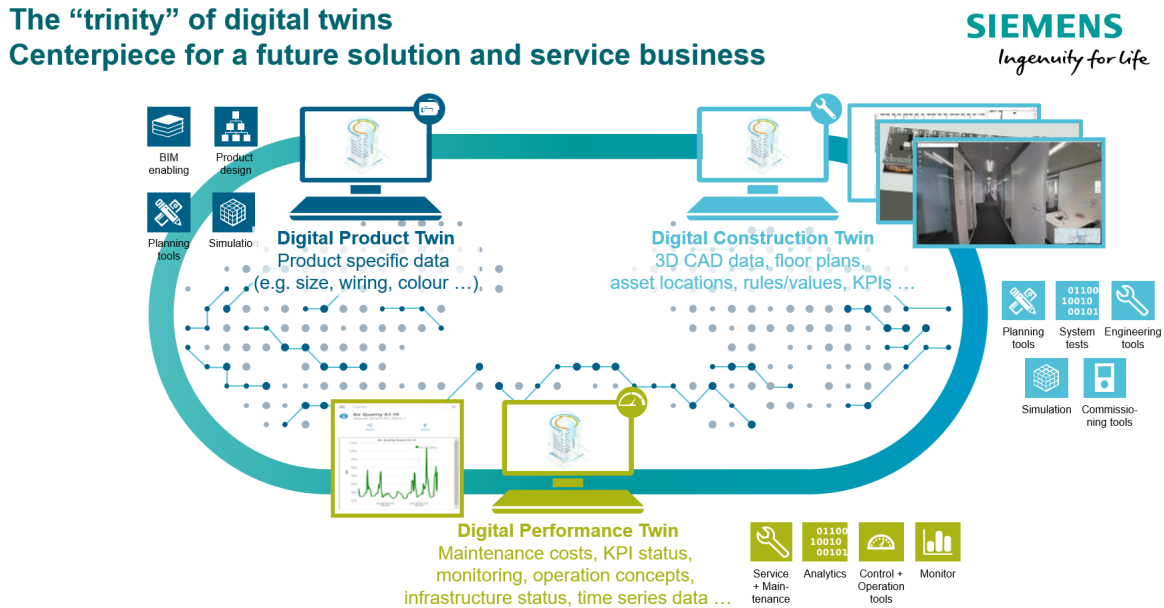 The “trinity” of digital twins
Centerpiece for a future solution and service business
SIEMENS
Ingenuity for life
BIM
enabling
Product
design
Planning
tools
Simulation
Digital Product Twin
Product specific data
(e.g. size, wiring, colour …)
Digital Construction Twin
3D CAD data, floor plans,
asset locations, rules/values, KPIs …
Planning
tools
01100
10010
00101
System
tests
Engineering
tools
Simulation
Commissio-
ning tools
Air Quality A1.10
Digital Performance Twin
Maintenance costs, KPI status,
monitoring, operation concepts,
infrastructure status, time series data …
Service
+ Main-
tenance
01100
10010
00101
Analytics
Control +
Operation
tools
Monitor